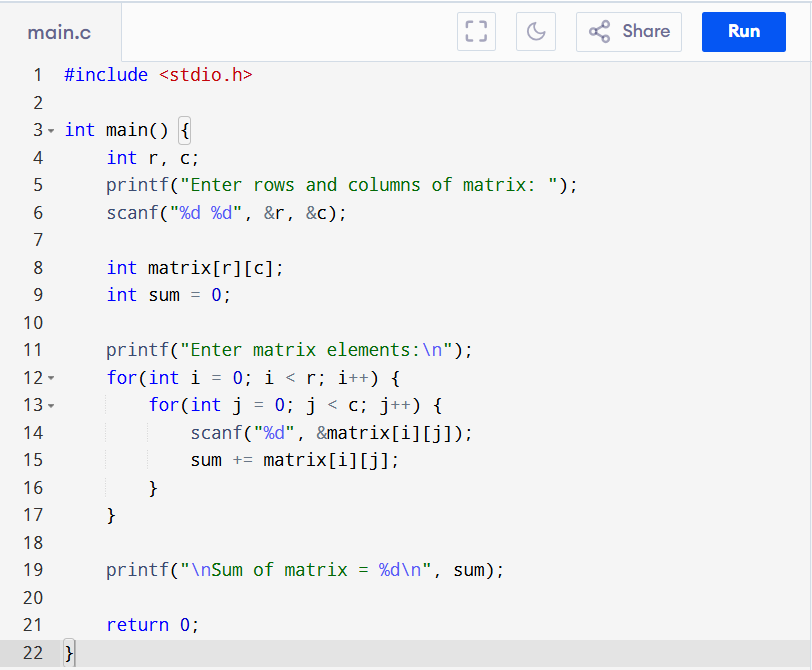 main.c
Share
Run
1 #include <stdio.h>
2
3 int main() {
4     int r, c;
5     printf("Enter rows and columns of matrix: ");
6     scanf("%d %d", &r, &c);
7
8     int matrix[r][c];
9     int sum = 0;
10
11     printf("Enter matrix elements:\n");
12     for(int i = 0; i < r; i++) {
13         for(int j = 0; j < c; j++) {
14             scanf("%d", &matrix[i][j]);
15             sum += matrix[i][j];
16         }
17     }
18
19     printf("\nSum of matrix = %d\n", sum);
20
21     return 0;
22 }